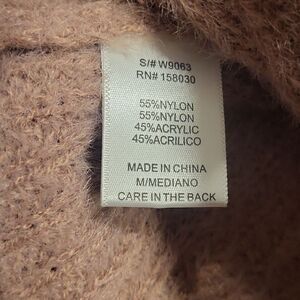 S/# W9063
RN# 158030
55%NYLON
55%NYLON
45%ACRYLIC
45%ACRILICO
MADE IN CHINA
M/MEDIANO
CARE IN THE BACK